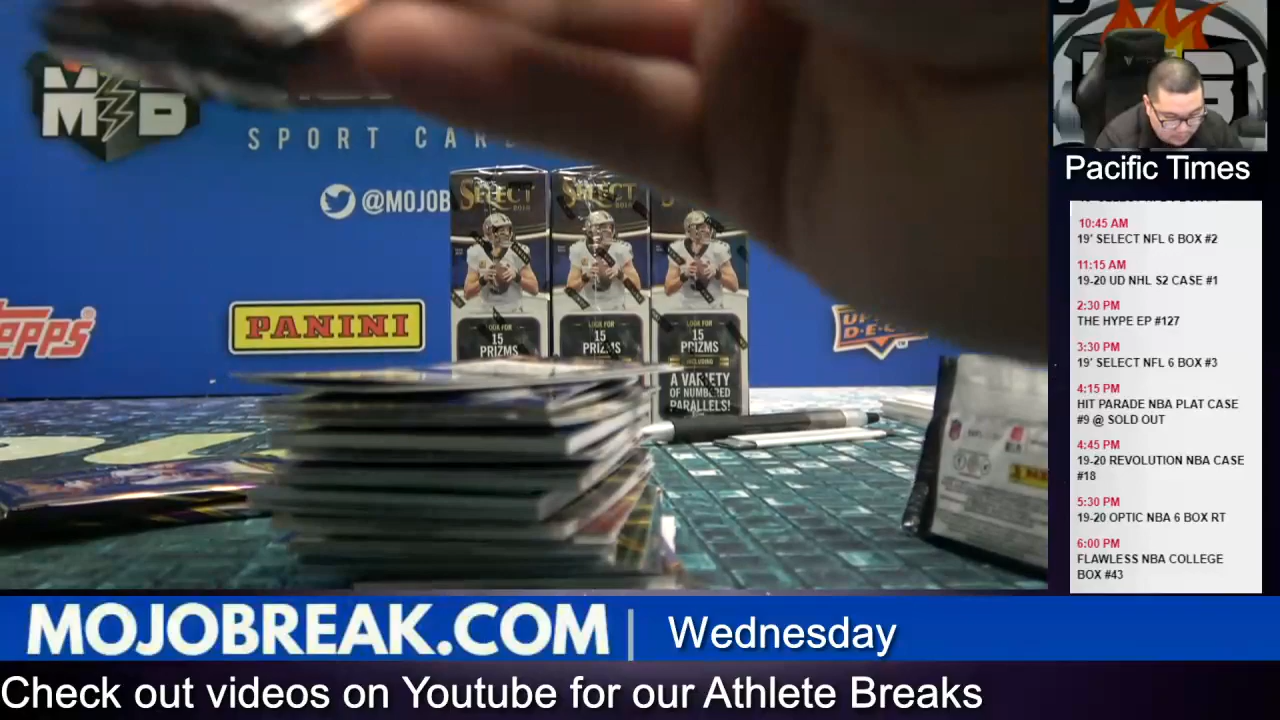 M B
SPORT CAR
@MOJOB
SELECT
SELECT
LOOK FOR
15
PRIZMS
LOOK FOR
15
PRIZMS
LOOK FOR
15
PRIZMS
INCLUDING
A VARIETY
OF NUMBERED
PARALLELS!
TOPPS
PANINI
UP
D·E·C
Pacific Times
10:45 AM
19' SELECT NFL 6 BOX #2
11:15 AM
19-20 UD NHL S2 CASE #1
2:30 PM
THE HYPE EP #127
3:30 PM
19' SELECT NFL 6 BOX #3
4:15 PM
HIT PARADE NBA PLAT CASE
#9 @ SOLD OUT
4:45 PM
19-20 REVOLUTION NBA CASE
#18
5:30 PM
19-20 OPTIC NBA 6 BOX RT
6:00 PM
FLAWLESS NBA COLLEGE
BOX #43
MOJOBREAK.COM | Wednesday
Check out videos on Youtube for our Athlete Breaks